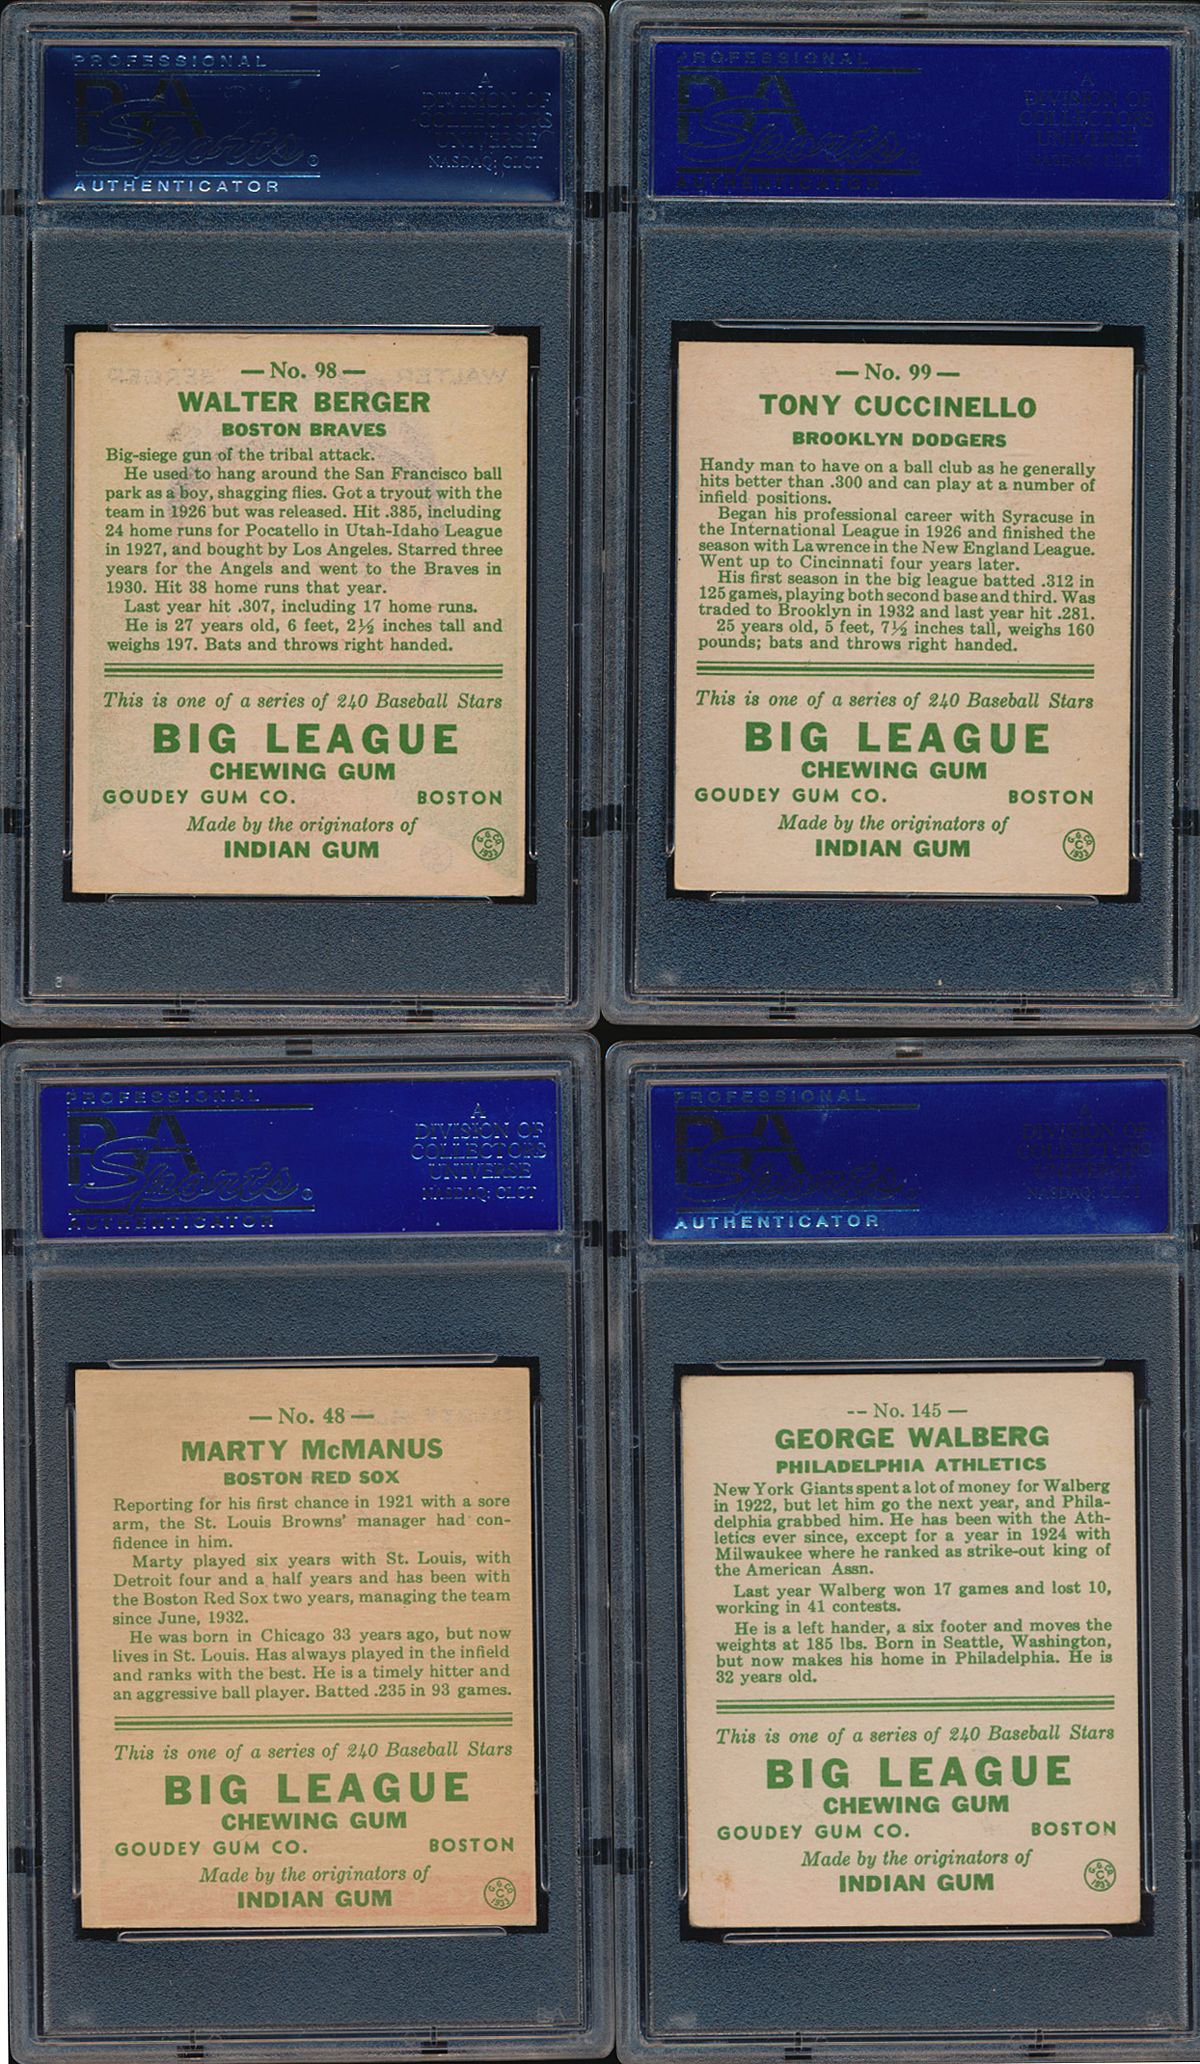 PROFESSIONAL
PSA
Sports
AUTHENTICATOR
A
DIVISION OF
COLLECTORS
UNIVERSE
NASDAQ: CLCT
— No. 98 —
WALTER BERGER
BOSTON BRAVES
Big-siege gun of the tribal attack.
He used to hang around the San Francisco ball
park as a boy, shagging flies. Got a tryout with the
team in 1926 but was released. Hit .385, including
24 home runs for Pocatello in Utah-Idaho League
in 1927, and bought by Los Angeles. Starred three
years for the Angels and went to the Braves in
1930. Hit 38 home runs that year.
Last year hit .307, including 17 home runs.
He is 27 years old, 6 feet, 2½ inches tall and
weighs 197. Bats and throws right handed.
This is one of a series of 240 Baseball Stars
BIG LEAGUE
CHEWING GUM
GOUDEY GUM CO. BOSTON
Made by the originators of
INDIAN GUM
G. G. CO.
C
1933
PROFESSIONAL
PSA
Sports
AUTHENTICATOR
A
DIVISION OF
COLLECTORS
UNIVERSE
NASDAQ: CLCT
— No. 99 —
TONY CUCCINELLO
BROOKLYN DODGERS
Handy man to have on a ball club as he generally
hits better than .300 and can play at a number of
infield positions.
Began his professional career with Syracuse in
the International League in 1926 and finished the
season with Lawrence in the New England League.
Went up to Cincinnati four years later.
His first season in the big league batted .312 in
125 games, playing both second base and third. Was
traded to Brooklyn in 1932 and last year hit .281.
25 years old, 5 feet, 7½ inches tall, weighs 160
pounds; bats and throws right handed.
This is one of a series of 240 Baseball Stars
BIG LEAGUE
CHEWING GUM
GOUDEY GUM CO. BOSTON
Made by the originators of
INDIAN GUM
G. G. CO.
C
1933
PROFESSIONAL
PSA
Sports
AUTHENTICATOR
A
DIVISION OF
COLLECTORS
UNIVERSE
NASDAQ: CLCT
— No. 48 —
MARTY McMANUS
BOSTON RED SOX
Reporting for his first chance in 1921 with a sore
arm, the St. Louis Browns' manager had con-
fidence in him.
Marty played six years with St. Louis, with
Detroit four and a half years and has been with
the Boston Red Sox two years, managing the team
since June, 1932.
He was born in Chicago 33 years ago, but now
lives in St. Louis. Has always played in the infield
and ranks with the best. He is a timely hitter and
an aggressive ball player. Batted .235 in 93 games.
This is one of a series of 240 Baseball Stars
BIG LEAGUE
CHEWING GUM
GOUDEY GUM CO. BOSTON
Made by the originators of
INDIAN GUM
G. G. CO.
C
1933
PROFESSIONAL
PSA
Sports
AUTHENTICATOR
A
DIVISION OF
COLLECTORS
UNIVERSE
NASDAQ: CLCT
-- No. 145 —
GEORGE WALBERG
PHILADELPHIA ATHLETICS
New York Giants spent a lot of money for Walberg
in 1922, but let him go the next year, and Phila-
delphia grabbed him. He has been with the Ath-
letics ever since, except for a year in 1924 with
Milwaukee where he ranked as strike-out king of
the American Assn.
Last year Walberg won 17 games and lost 10,
working in 41 contests.
He is a left hander, a six footer and moves the
weights at 185 lbs. Born in Seattle, Washington,
but now makes his home in Philadelphia. He is
32 years old.
This is one of a series of 240 Baseball Stars
BIG LEAGUE
CHEWING GUM
GOUDEY GUM CO. BOSTON
Made by the originators of
INDIAN GUM
G. G. CO.
C
1933